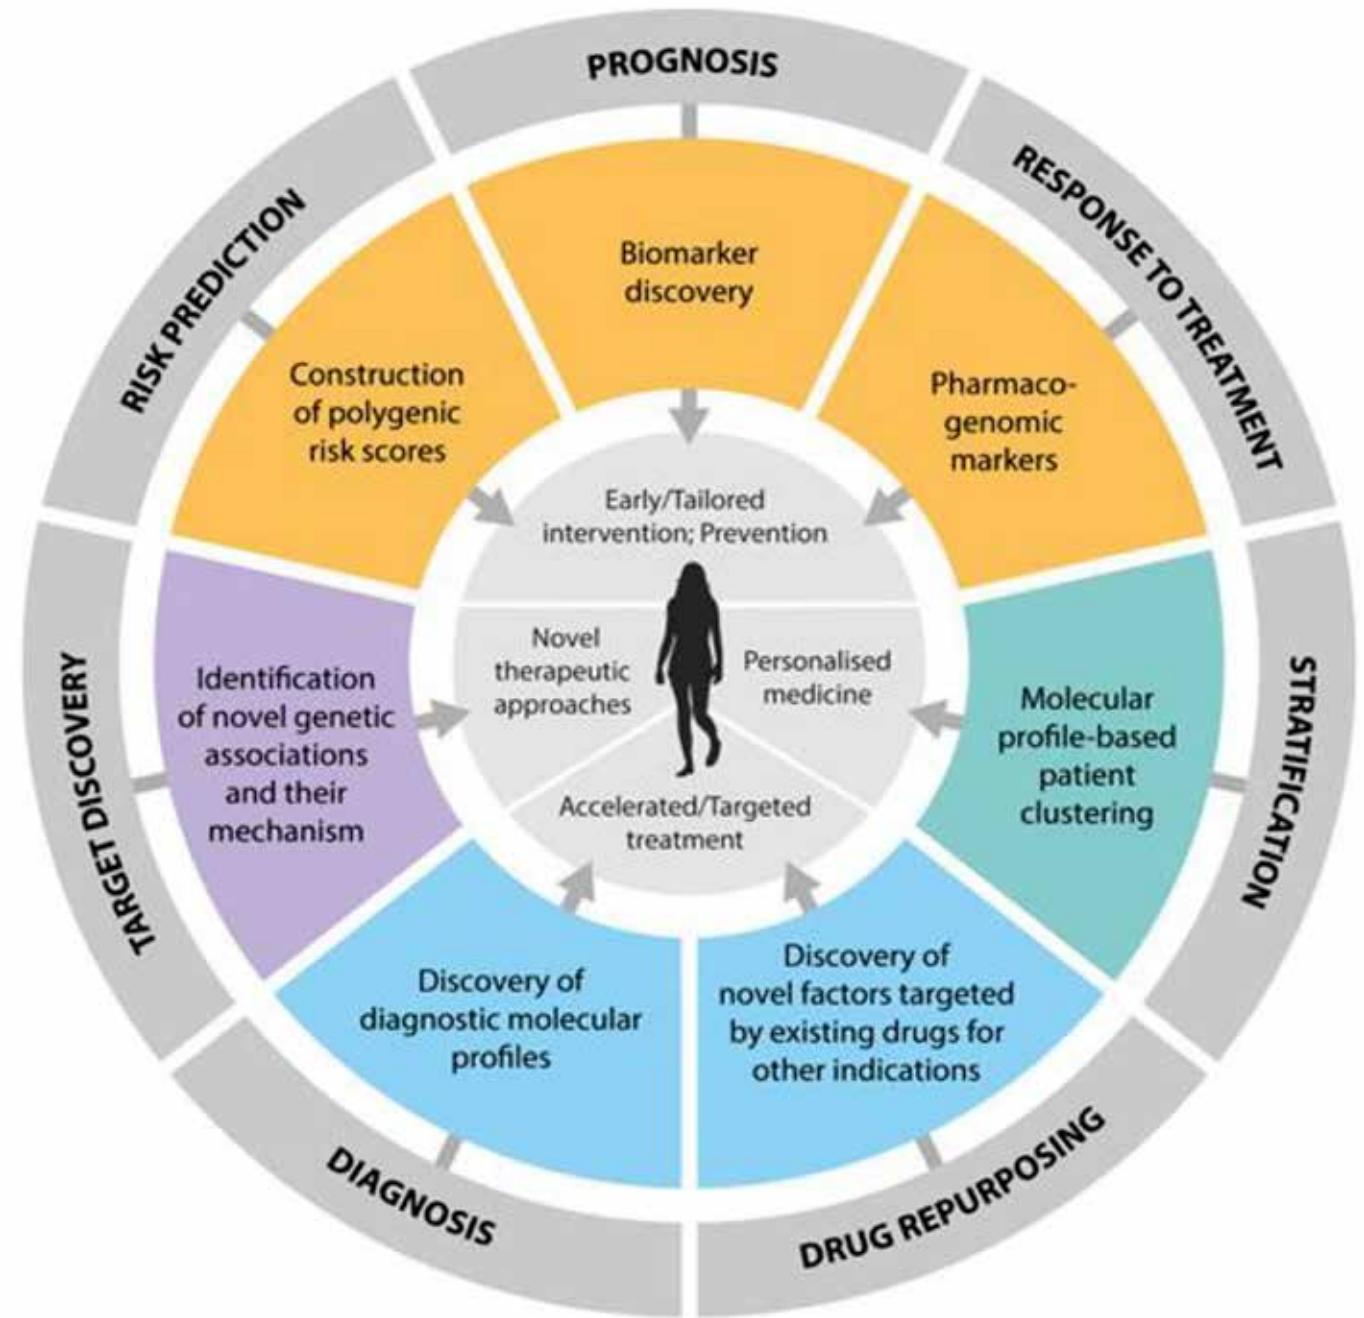 PROGNOSIS
RESPONSE TO TREATMENT
STRATIFICATION
DRUG REPURPOSING
DIAGNOSIS
TARGET DISCOVERY
RISK PREDICTION
Biomarker
discovery
Pharmaco-
genomic
markers
Molecular
profile-based
patient
clustering
Discovery of
novel factors targeted
by existing drugs for
other indications
Discovery of
diagnostic molecular
profiles
Identification
of novel genetic
associations
and their
mechanism
Construction
of polygenic
risk scores
Early/Tailored
intervention; Prevention
Novel
therapeutic
approaches
Personalised
medicine
Accelerated/Targeted
treatment